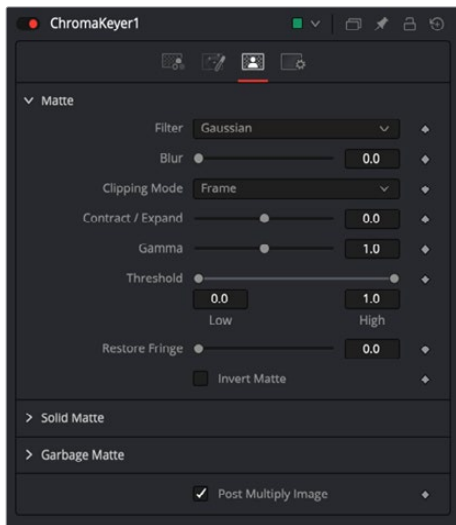 ChromaKeyer1
Matte
Filter Gaussian
Blur 0.0
Clipping Mode Frame
Contract / Expand 0.0
Gamma 1.0
Threshold
0.0 1.0
Low High
Restore Fringe 0.0
Invert Matte
Solid Matte
Garbage Matte
Post Multiply Image